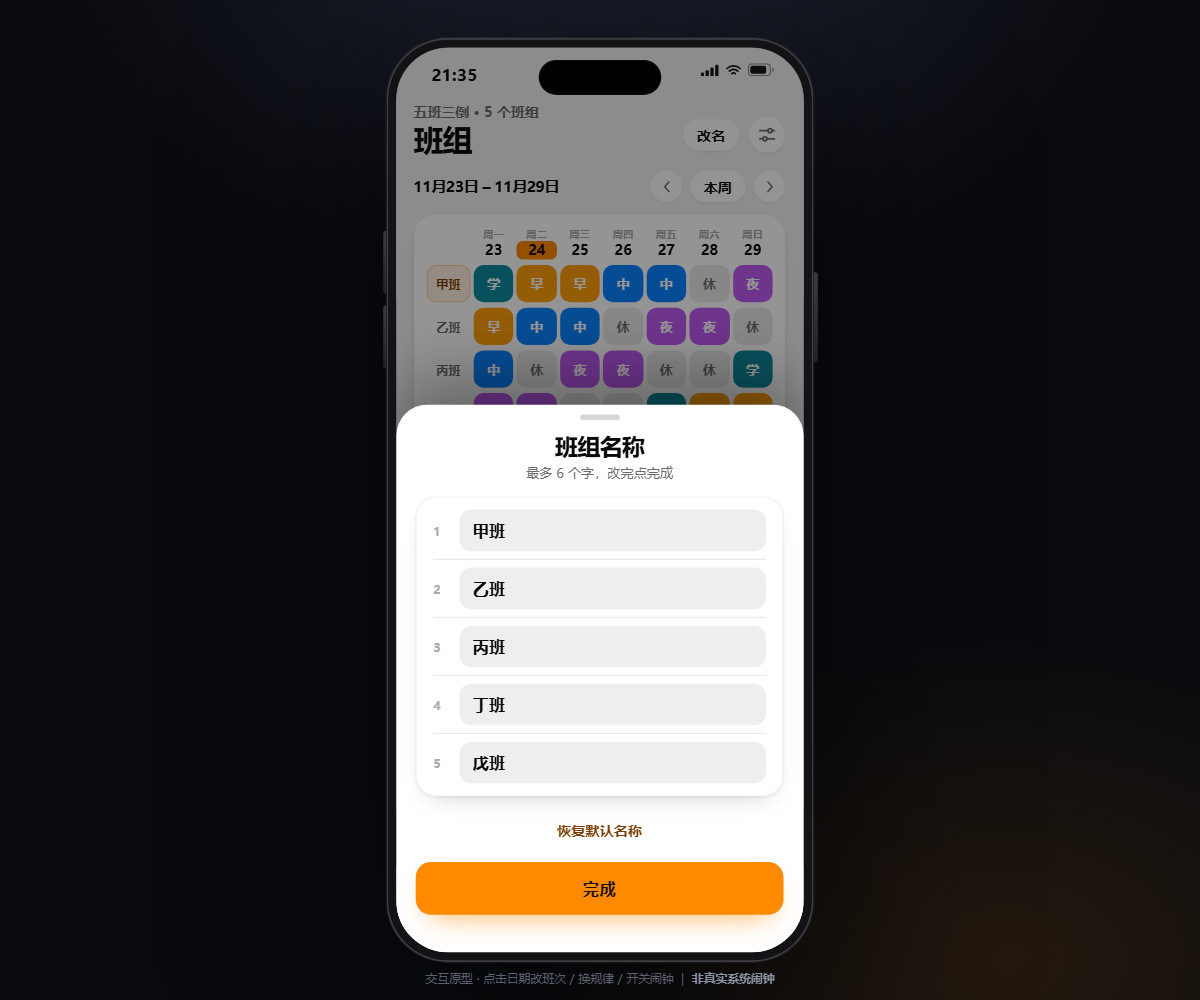 21:35
五班三倒 • 5 个班组
班组
改名
11月23日 – 11月29日
本周
周一 周二 周三 周四 周五 周六 周日
23 24 25 26 27 28 29
甲班 学 早 早 中 中 休 夜
乙班 早 中 中 休 夜 夜 休
丙班 中 休 夜 夜 休 休 学
班组名称
最多 6 个字，改完点完成
1 甲班
2 乙班
3 丙班
4 丁班
5 戊班
恢复默认名称
完成
交互原型 · 点击日期改班次 / 换规律 / 开关闹钟 | 非真实系统闹钟